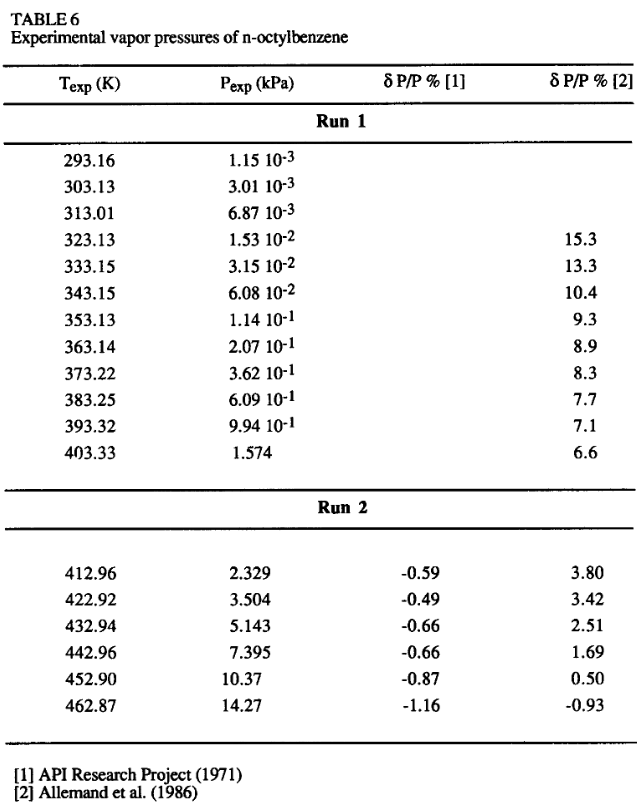 TABLE 6
Experimental vapor pressures of n-octylbenzene
Texp (K) Pexp (kPa) δ P/P % [1] δ P/P % [2]
Run 1
293.16 1.15 10-3
303.13 3.01 10-3
313.01 6.87 10-3
323.13 1.53 10-2 15.3
333.15 3.15 10-2 13.3
343.15 6.08 10-2 10.4
353.13 1.14 10-1 9.3
363.14 2.07 10-1 8.9
373.22 3.62 10-1 8.3
383.25 6.09 10-1 7.7
393.32 9.94 10-1 7.1
403.33 1.574 6.6
Run 2
412.96 2.329 -0.59 3.80
422.92 3.504 -0.49 3.42
432.94 5.143 -0.66 2.51
442.96 7.395 -0.66 1.69
452.90 10.37 -0.87 0.50
462.87 14.27 -1.16 -0.93
[1] API Research Project (1971)
[2] Allemand et al. (1986)